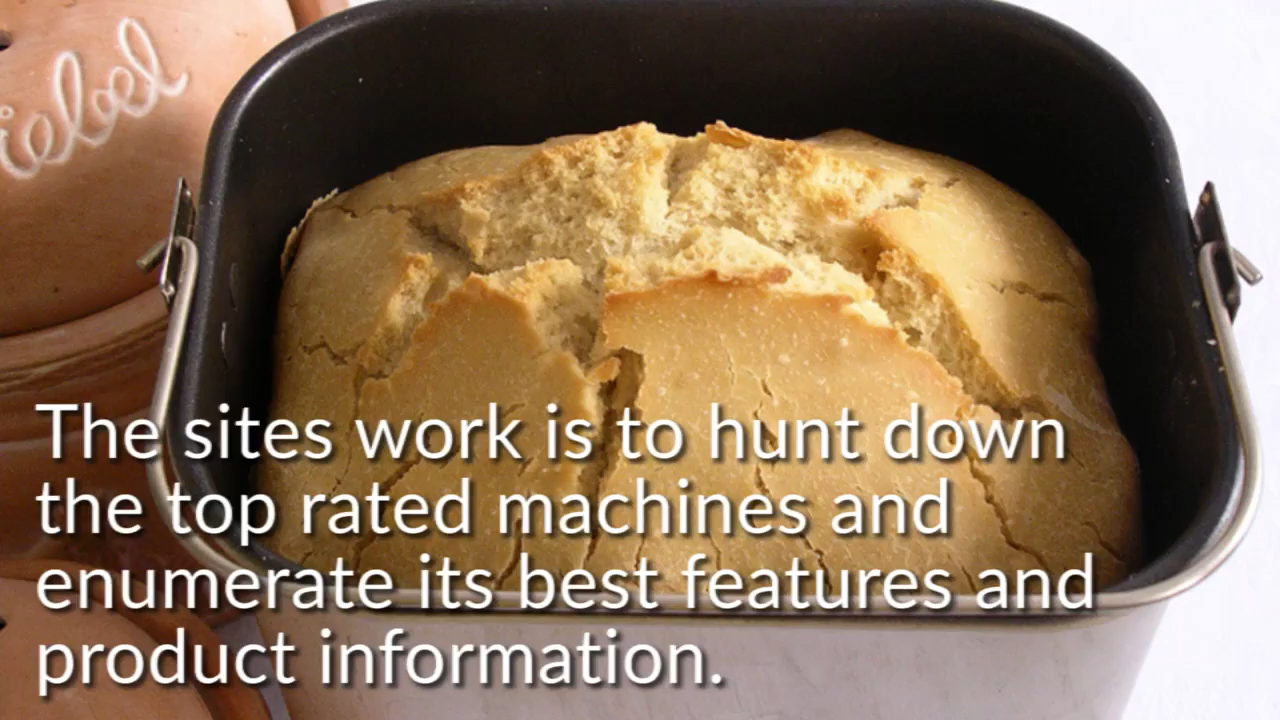 iebel
The sites work is to hunt down
the top rated machines and
enumerate its best features and
product information.